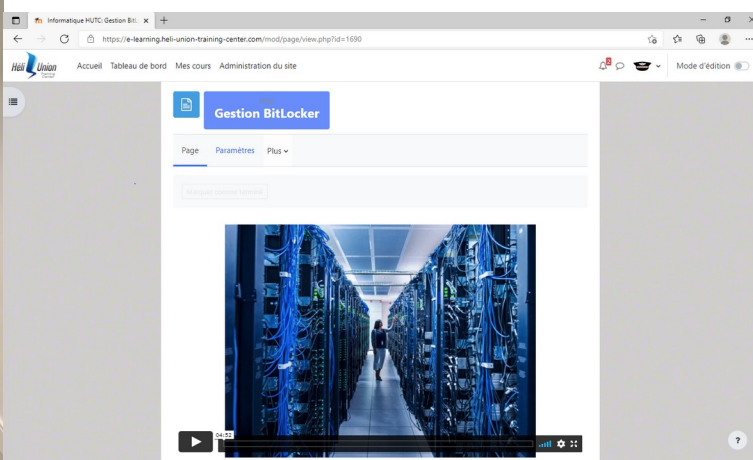 Informatique HUTC: Gestion BitL
https://e-learning.heli-union-training-center.com/mod/page/view.php?id=1690
Héli Union
Accueil Tableau de bord Mes cours Administration du site
2
Mode d'édition
Gestion BitLocker
Page Paramètres Plus
04:52
?